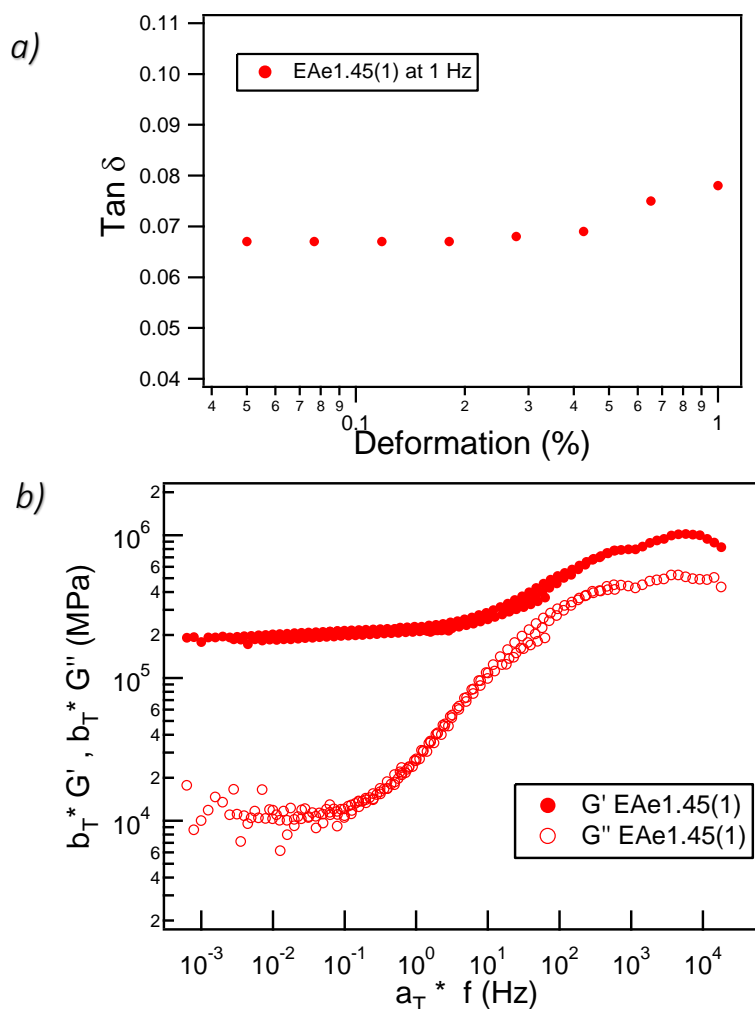 a)
0.11
0.10
0.09
0.08
0.07
0.06
0.05
0.04
Tan δ
EAe1.45(1) at 1 Hz
4 5 6 7 8 9 0.1 2 3 4 5 6 7 8 9 1
Deformation (%)
b)
2
10^6
6
4
2
10^5
6
4
2
10^4
6
4
2
b_T* G' , b_T* G'' (MPa)
G' EAe1.45(1)
G'' EAe1.45(1)
10^-3 10^-2 10^-1 10^0 10^1 10^2 10^3 10^4
a_T * f (Hz)